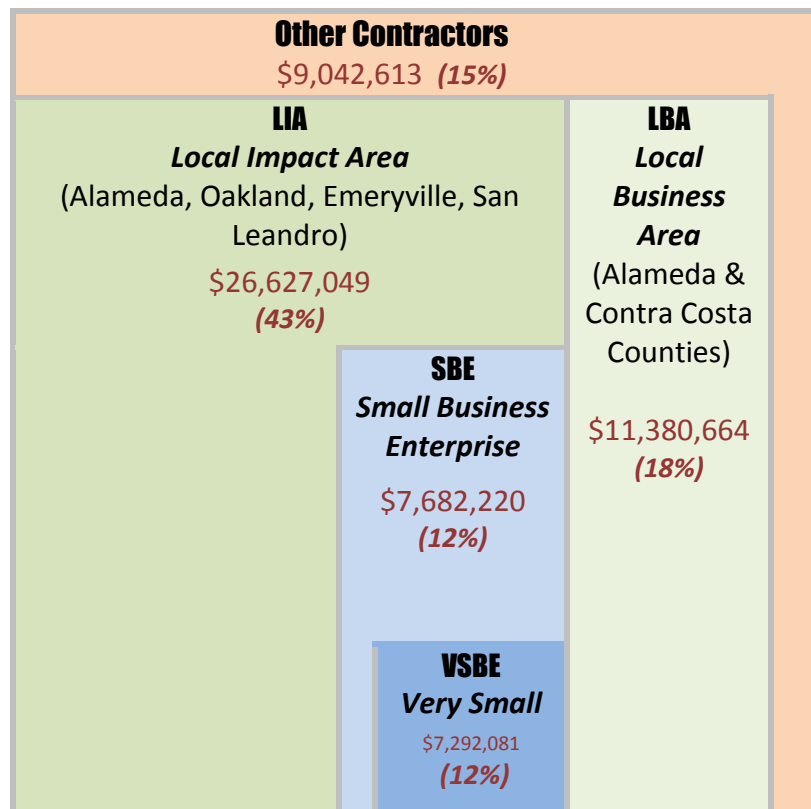 Other Contractors
$9,042,613 (15%)
LIA
Local Impact Area
(Alameda, Oakland, Emeryville, San
Leandro)
$26,627,049
(43%)
LBA
Local
Business
Area
(Alameda &
Contra Costa
Counties)
$11,380,664
(18%)
SBE
Small Business
Enterprise
$7,682,220
(12%)
VSBE
Very Small
$7,292,081
(12%)